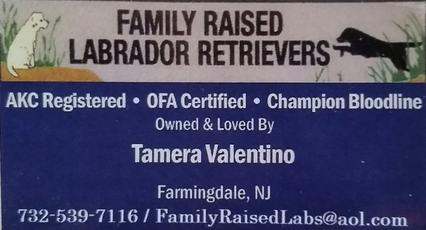 FAMILY RAISED
LABRADOR RETRIEVERS
AKC Registered • OFA Certified • Champion Bloodline
Owned & Loved By
Tamera Valentino
Farmingdale, NJ
732-539-7116 / FamilyRaisedLabs@aol.com